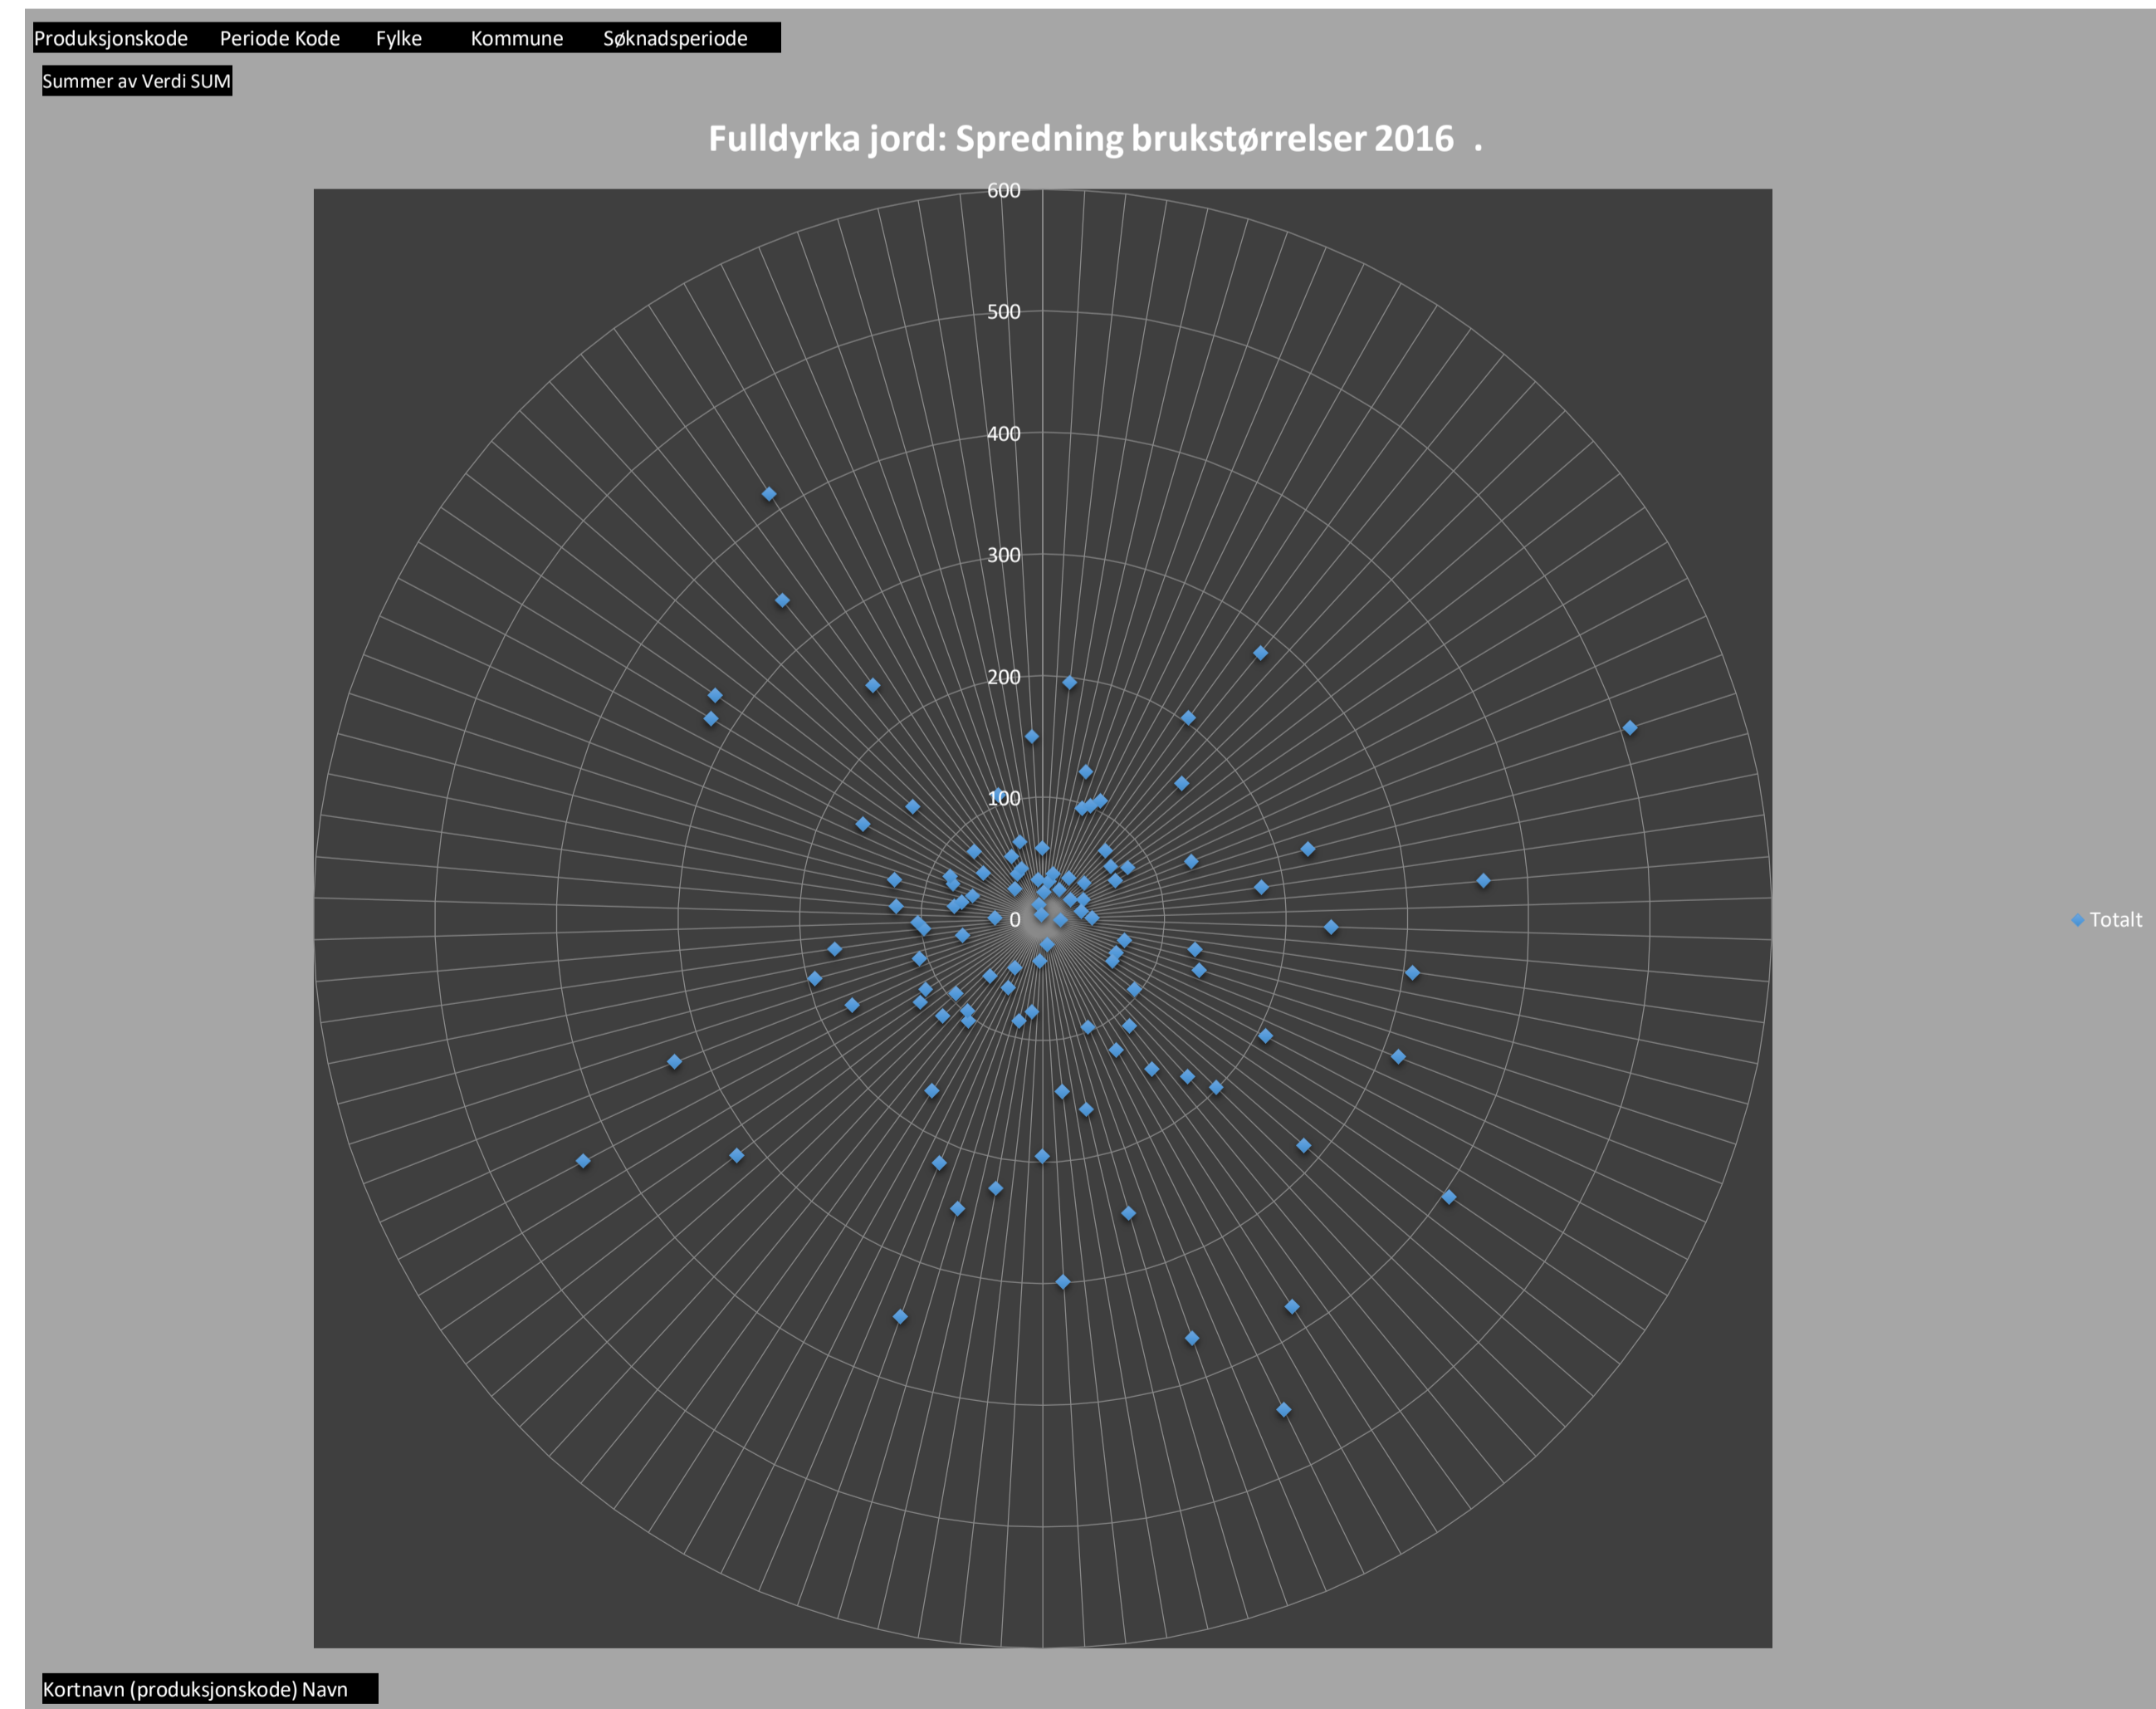 Produksjonskode Periode Kode Fylke Kommune Søknadsperiode
Summer av Verdi SUM
Fulldyrka jord: Spredning brukstørrelser 2016 .
600
500
400
300
200
100
0
Totalt
Kortnavn (produksjonskode) Navn